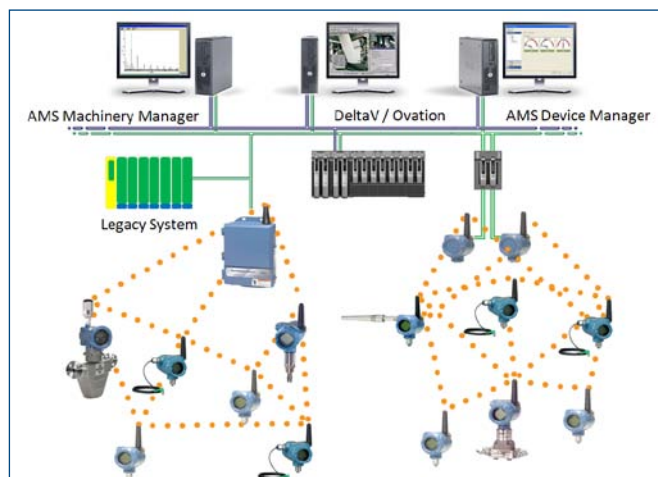 AMS Machinery Manager
DeltaV / Ovation
AMS Device Manager
Legacy System